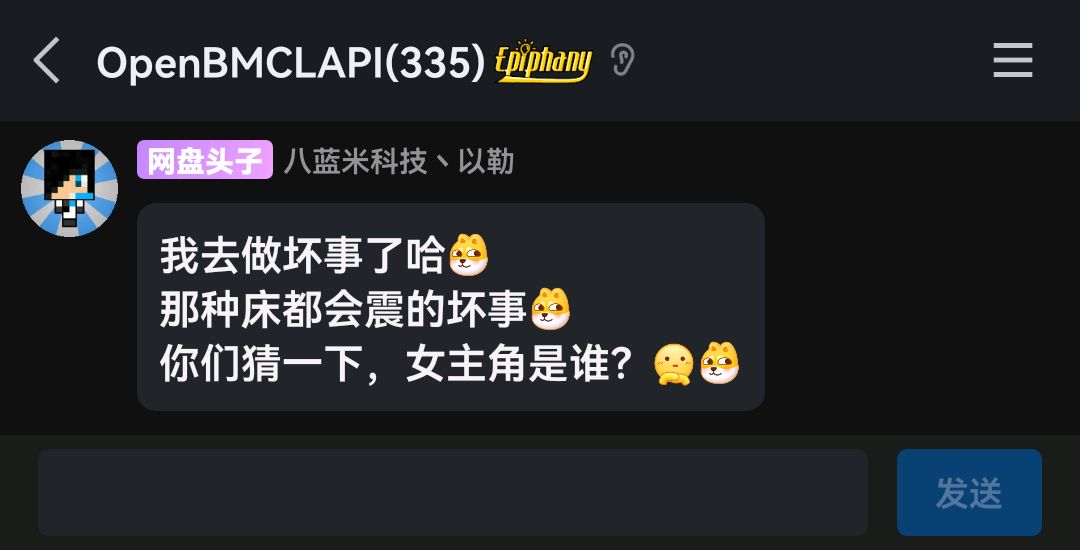 OpenBMCLAPI(335) Epiphany
网盘头子 八蓝米科技丶以勒
我去做坏事了哈
那种床都会震的坏事
你们猜一下，女主角是谁？
发送